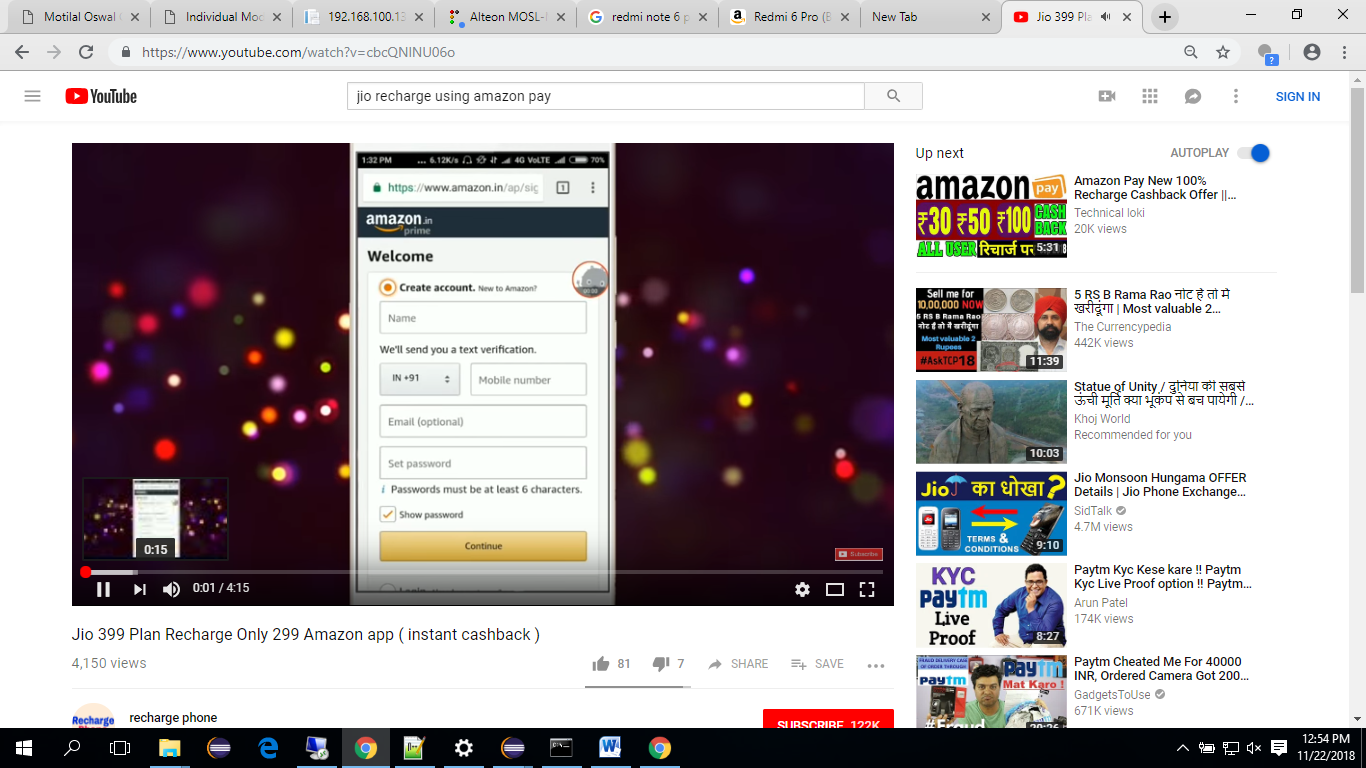 Motilal Oswal
Individual Moc
192.168.100.13
Alteon MOSL-
redmi note 6 p
Redmi 6 Pro (B
New Tab
Jio 399 Pl
https://www.youtube.com/watch?v=cbcQNINU06o
YouTube
jio recharge using amazon pay
SIGN IN
1:32 PM
... 6.12K/s
4G VoLTE
70%
https://www.amazon.in/ap/sig
1
amazon.in
prime
Welcome
Create account. New to Amazon?
Name
We'll send you a text verification.
IN +91
Mobile number
Email (optional)
Set password
i Passwords must be at least 6 characters.
Show password
Continue
0:15
Subscribe
0:01 / 4:15
Jio 399 Plan Recharge Only 299 Amazon app ( instant cashback )
4,150 views
81
7
SHARE
SAVE
Recharge
recharge phone
SUBSCRIBE 122K
Up next
AUTOPLAY
amazon pay
₹30 ₹50 ₹100 CASH BACK
ALL USER रिचार्ज पर
5:31
Amazon Pay New 100%
Recharge Cashback Offer ||...
Technical loki
20K views
Sell me for
10,00,000 NOW
5 RS B Rama Rao
नोट हैं तो में
खरीदूंगा
Most valuable 2
Rupees
#AskTCP18
11:39
5 RS B Rama Rao नोट हैं तो में
खरीदूंगा | Most valuable 2...
The Currencypedia
442K views
10:03
Statue of Unity / दुनिया की सबसे
ऊंची मूर्ति क्या भूकंप से बच पायेगी /...
Khoj World
Recommended for you
Jio का धोखा?
TERMS &
CONDITIONS
9:10
Jio Monsoon Hungama OFFER
Details | Jio Phone Exchange...
SidTalk
4.7M views
KYC
PAYTM
Live
Proof
8:27
Paytm Kyc Kese kare !! Paytm
Kyc Live Proof option !! Paytm...
Arun Patel
174K views
PAYTM
PAYTM
Mat Karo !
#Fraud
20:26
Paytm Cheated Me For 40000
INR, Ordered Camera Got 200...
GadgetsToUse
671K views
12:54 PM
11/22/2018